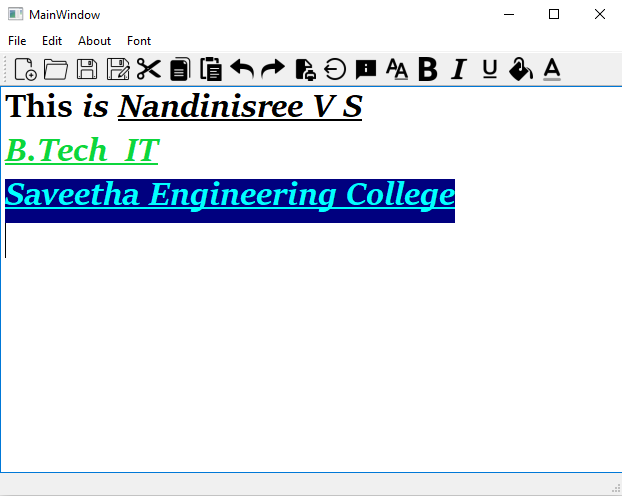 MainWindow
File Edit About Font
This is Nandinisree V S
B.Tech IT
Saveetha Engineering College